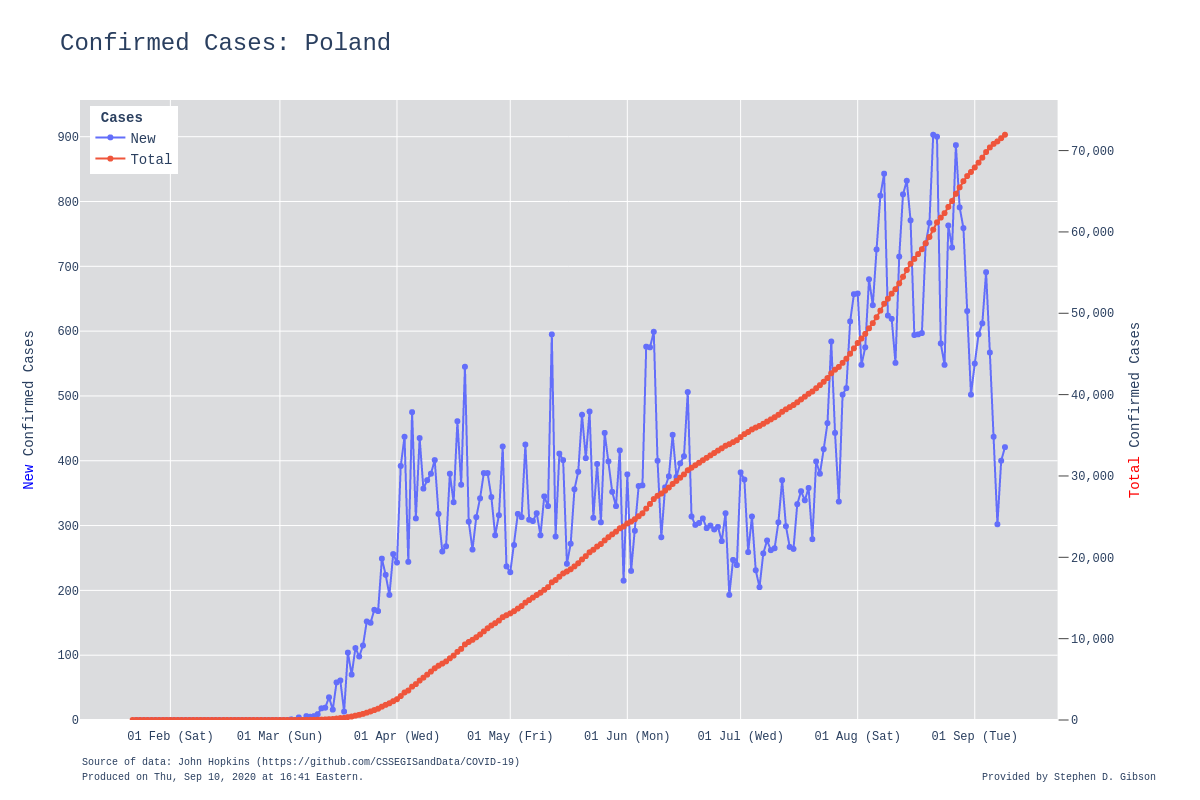 Confirmed Cases: Poland
Cases
New
Total
900
800
700
600
500
400
300
200
100
0
New Confirmed Cases
70,000
60,000
50,000
40,000
30,000
20,000
10,000
0
Total Confirmed Cases
01 Feb (Sat) 01 Mar (Sun) 01 Apr (Wed) 01 May (Fri) 01 Jun (Mon) 01 Jul (Wed) 01 Aug (Sat) 01 Sep (Tue)
Source of data: John Hopkins (https://github.com/CSSEGISandData/COVID-19)
Produced on Thu, Sep 10, 2020 at 16:41 Eastern.
Provided by Stephen D. Gibson